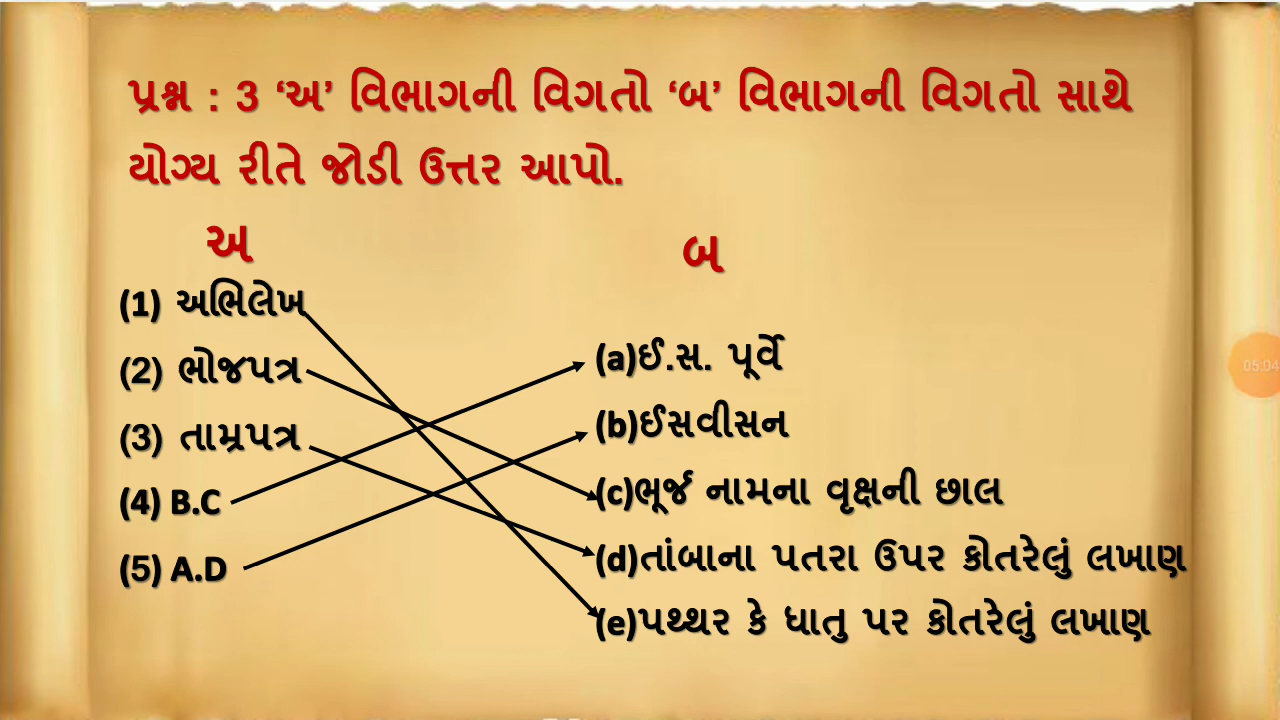 પ્રશ્ન : 3 ‘અ’ વિભાગની વિગતો ‘બ’ વિભાગની વિગતો સાથે
યોગ્ય રીતે જોડી ઉત્તર આપો.
અ
બ
(1) અભિલેખ
(2) ભોજપત્ર
(3) તામ્રપત્ર
(4) B.C
(5) A.D
(a)ઈ.સ. પૂર્વે
(b)ઈસવીસન
(c)ભૂર્જ નામના વૃક્ષની છાલ
(d)તાંબાના પતરા ઉપર કોતરેલું લખાણ
(e)પથ્થર કે ધાતુ પર કોતરેલું લખાણ
05:04